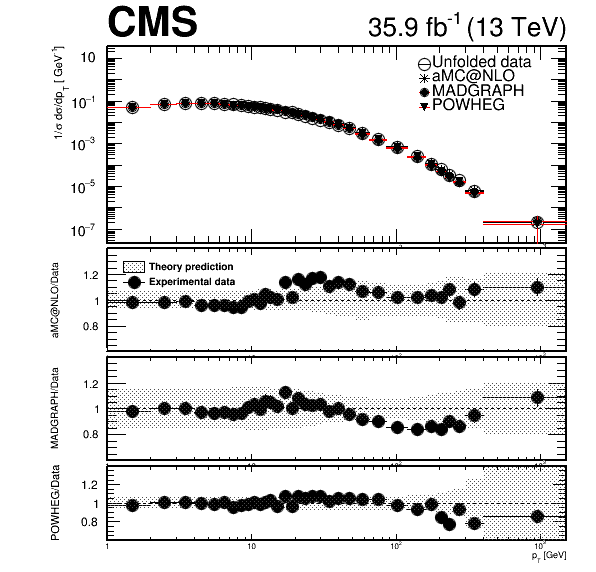 CMS
35.9 fb⁻¹ (13 TeV)
1/σ dσ/dp_T [ GeV⁻¹]
10
10⁻¹
10⁻³
10⁻⁵
10⁻⁷
Unfolded data
aMC@NLO
MADGRAPH
POWHEG
aMC@NLO/Data
1.2
1
0.8
Theory prediction
Experimental data
MADGRAPH/Data
1.2
1
0.8
POWHEG/Data
1.2
1
0.8
1
10
10²
10³
p_T [GeV]